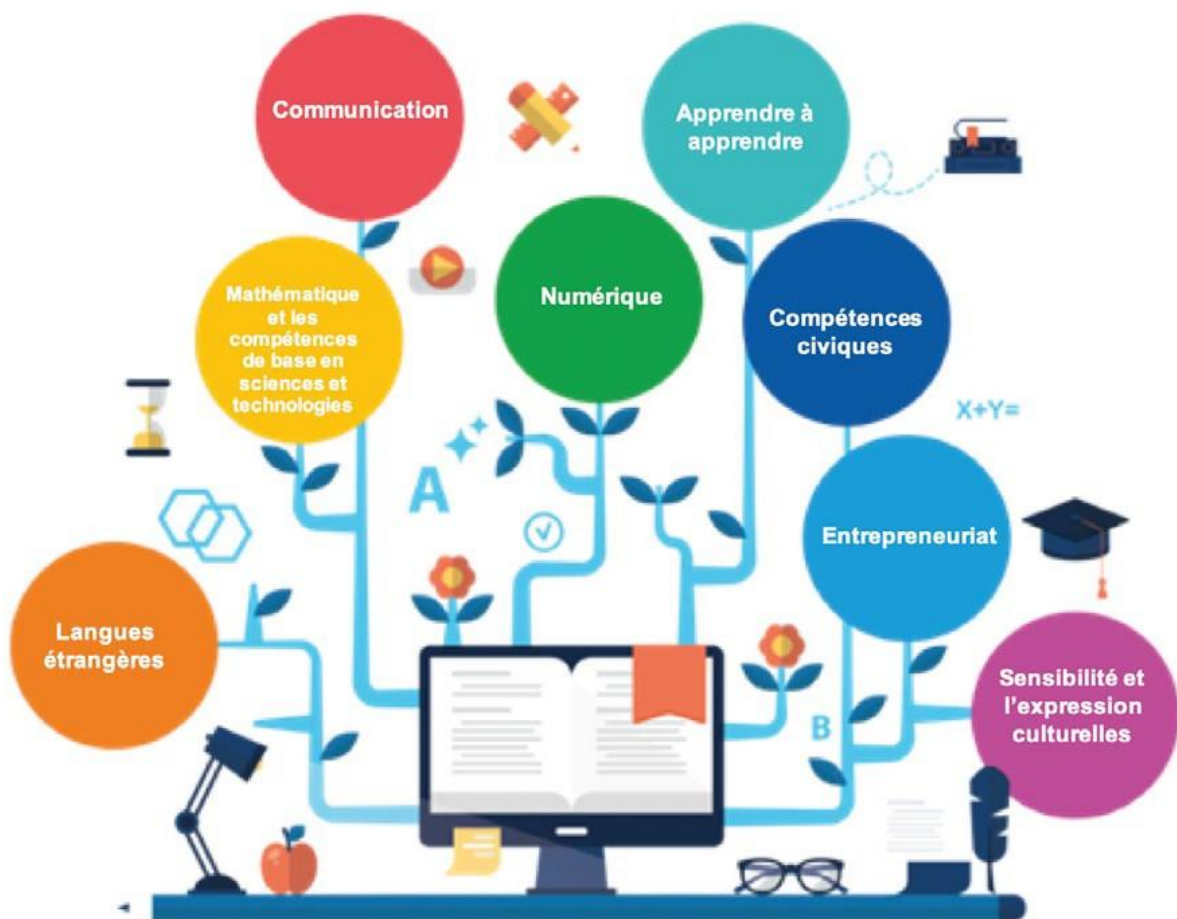 Communication
Apprendre à
apprendre
Mathématique
et les
compétences
de base en
sciences et
technologies
Numérique
Compétences
civiques
X+Y=
A
Entrepreneuriat
Langues
étrangères
Sensibilité et
l'expression
culturelles
B